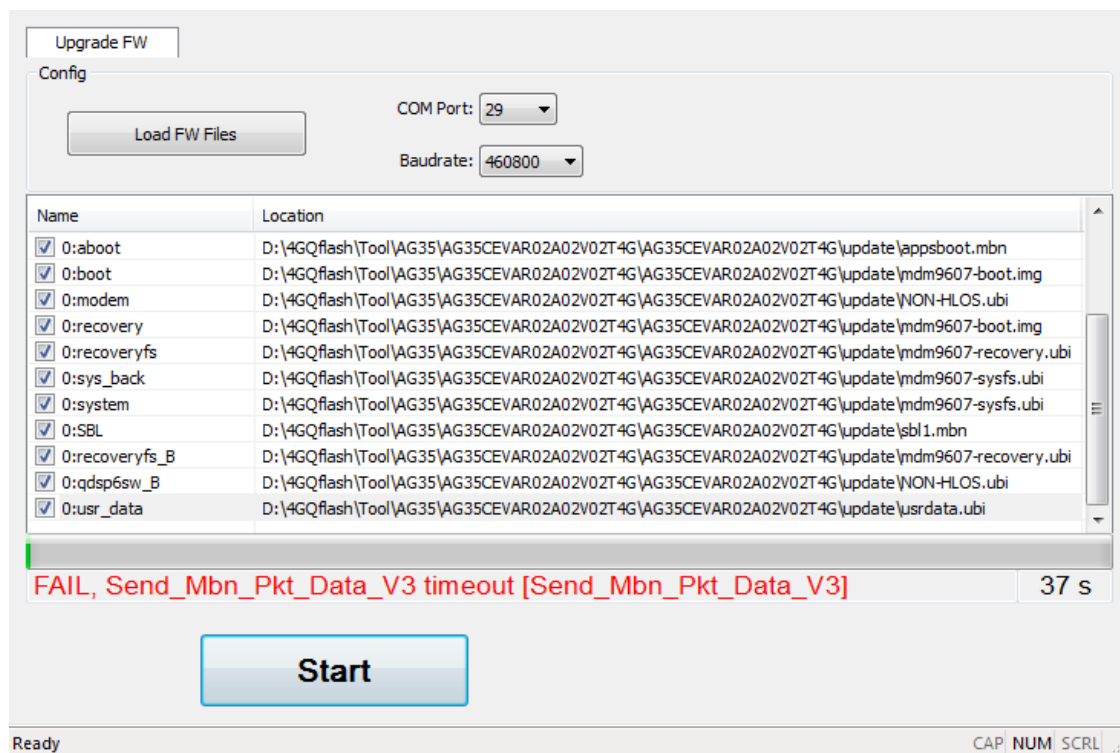 Upgrade FW
Config
Load FW Files
COM Port: 29
Baudrate: 460800
Name Location
0:aboot D:\4GQflash\Tool\AG35\AG35CEVAR02A02V02T4G\AG35CEVAR02A02V02T4G\update\appsboot.mbn
0:boot D:\4GQflash\Tool\AG35\AG35CEVAR02A02V02T4G\AG35CEVAR02A02V02T4G\update\mdm9607-boot.img
0:modem D:\4GQflash\Tool\AG35\AG35CEVAR02A02V02T4G\AG35CEVAR02A02V02T4G\update\NON-HLOS.ubi
0:recovery D:\4GQflash\Tool\AG35\AG35CEVAR02A02V02T4G\AG35CEVAR02A02V02T4G\update\mdm9607-boot.img
0:recoveryfs D:\4GQflash\Tool\AG35\AG35CEVAR02A02V02T4G\AG35CEVAR02A02V02T4G\update\mdm9607-recovery.ubi
0:sys_back D:\4GQflash\Tool\AG35\AG35CEVAR02A02V02T4G\AG35CEVAR02A02V02T4G\update\mdm9607-sysfs.ubi
0:system D:\4GQflash\Tool\AG35\AG35CEVAR02A02V02T4G\AG35CEVAR02A02V02T4G\update\mdm9607-sysfs.ubi
0:SBL D:\4GQflash\Tool\AG35\AG35CEVAR02A02V02T4G\AG35CEVAR02A02V02T4G\update\sbl1.mbn
0:recoveryfs_B D:\4GQflash\Tool\AG35\AG35CEVAR02A02V02T4G\AG35CEVAR02A02V02T4G\update\mdm9607-recovery.ubi
0:qdsp6sw_B D:\4GQflash\Tool\AG35\AG35CEVAR02A02V02T4G\AG35CEVAR02A02V02T4G\update\NON-HLOS.ubi
0:usr_data D:\4GQflash\Tool\AG35\AG35CEVAR02A02V02T4G\AG35CEVAR02A02V02T4G\update\usrdata.ubi
FAIL, Send_Mbn_Pkt_Data_V3 timeout [Send_Mbn_Pkt_Data_V3] 37 s
Start
Ready CAP NUM SCRL